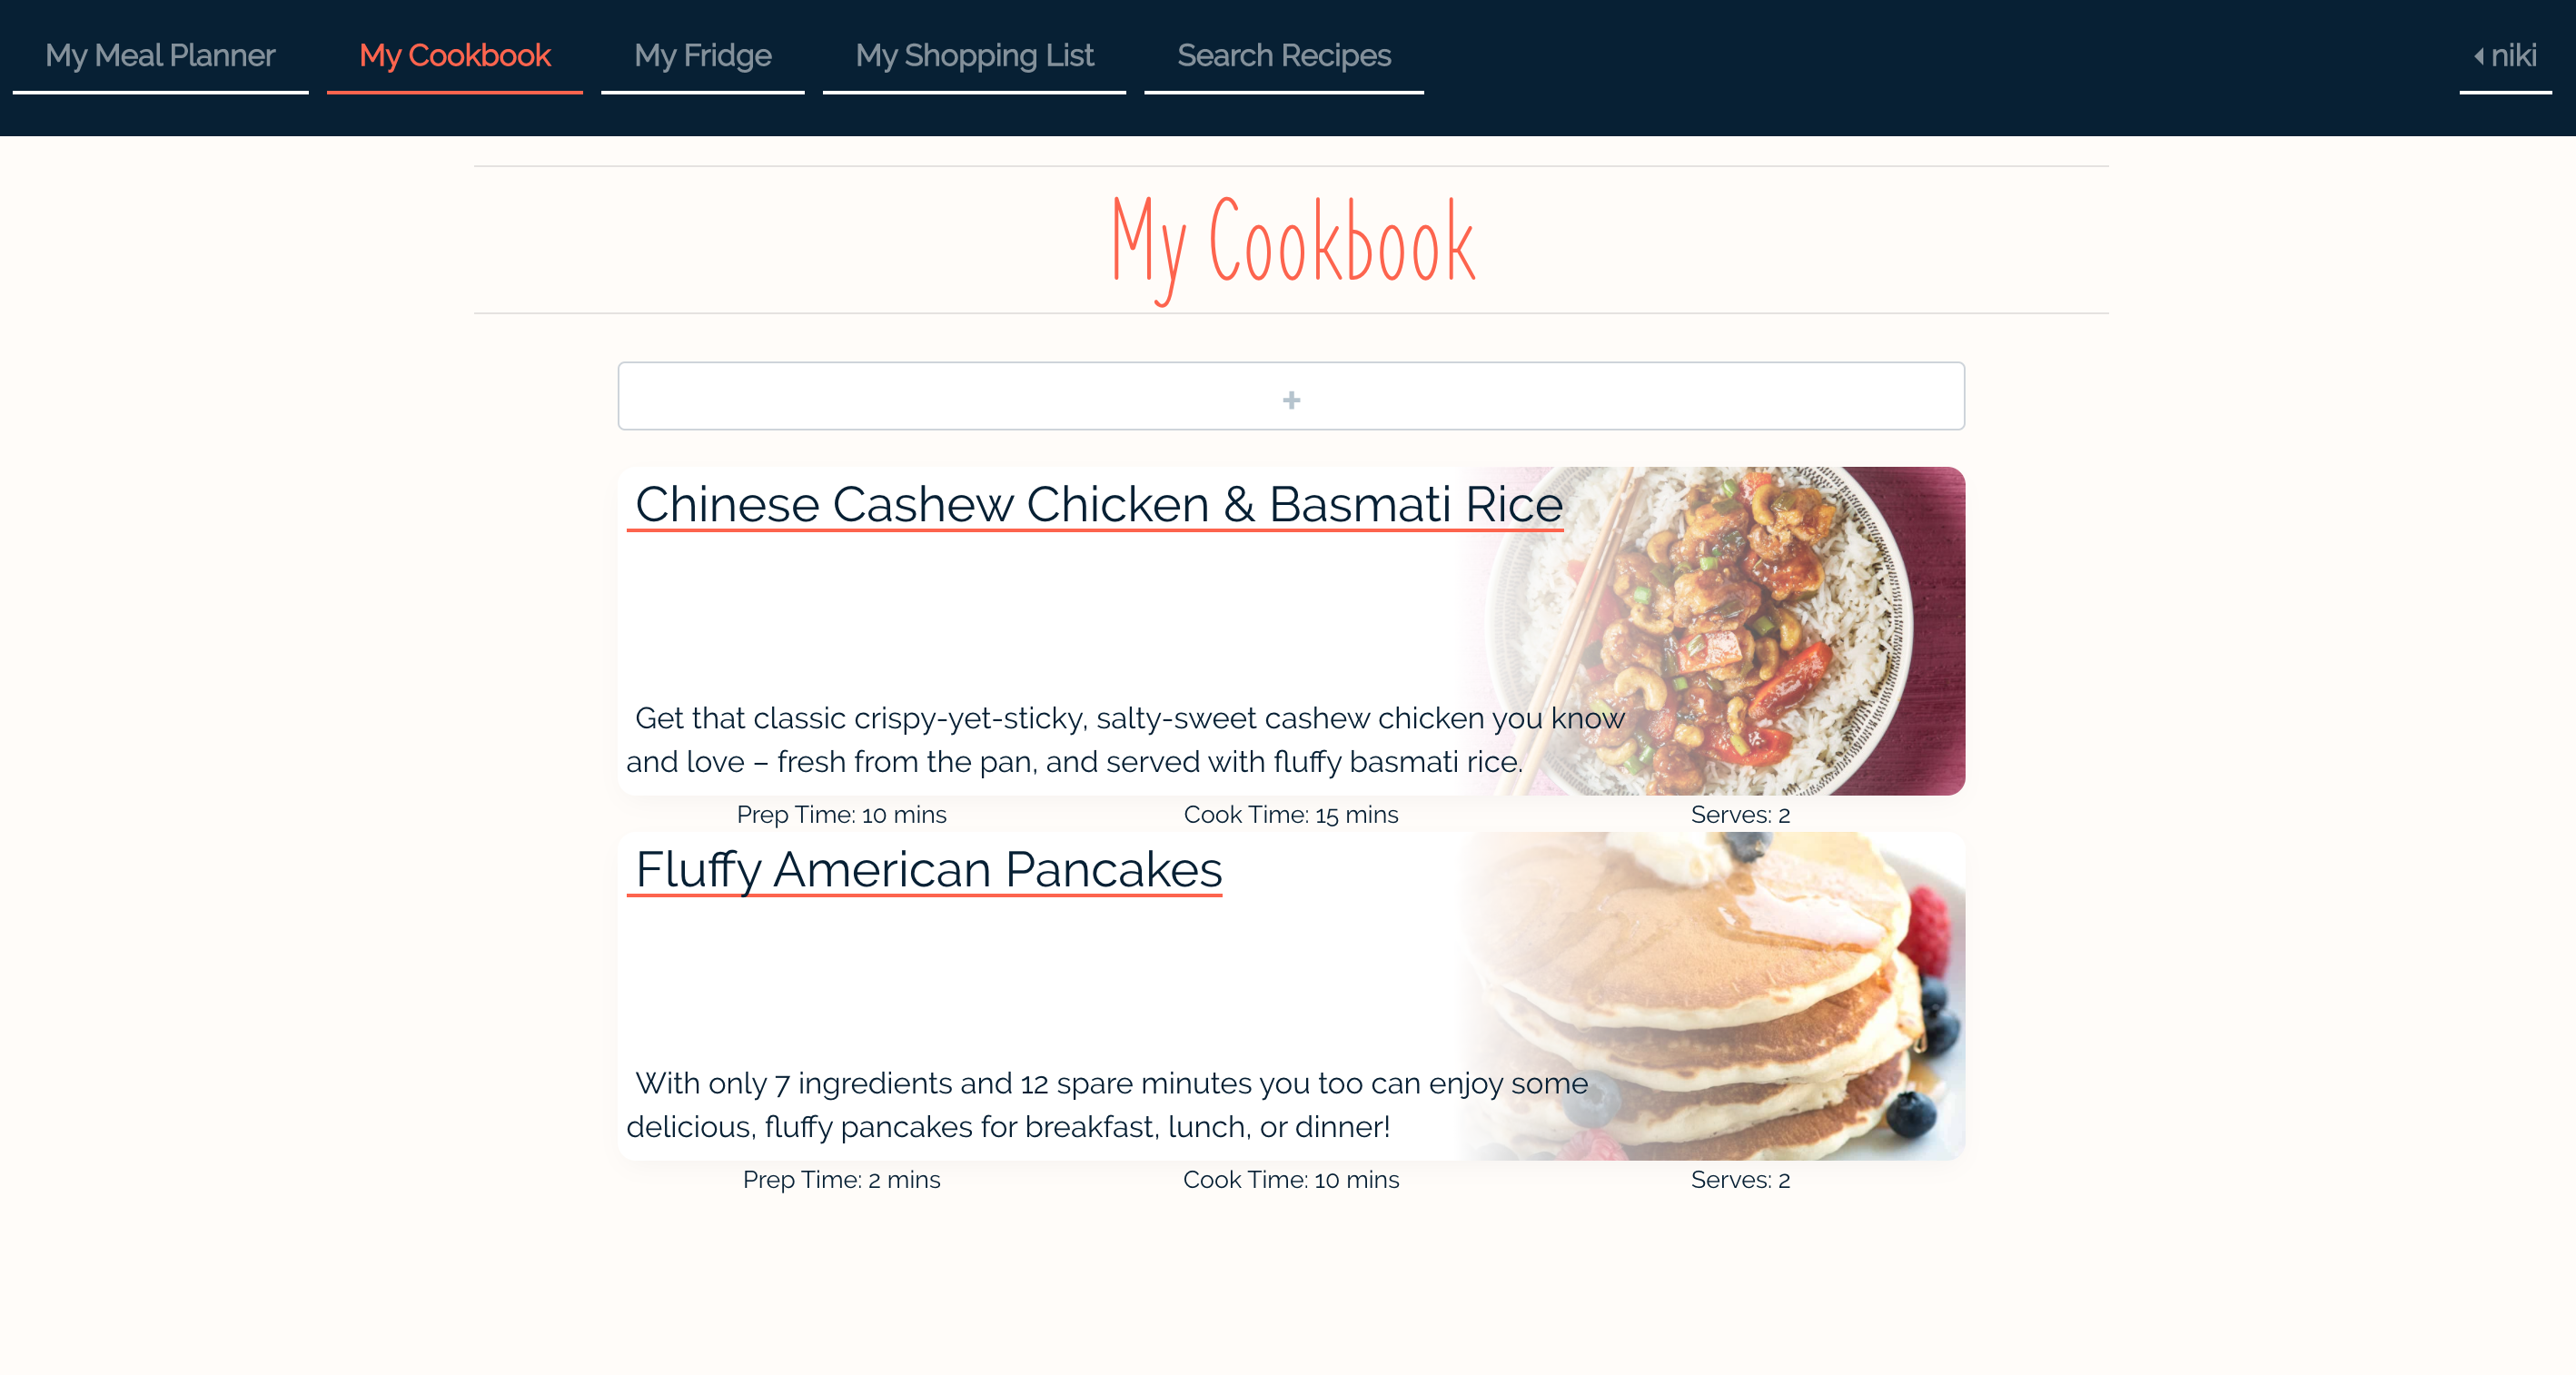 My Meal Planner My Cookbook My Fridge My Shopping List Search Recipes niki
My Cookbook
+
Chinese Cashew Chicken & Basmati Rice
Get that classic crispy-yet-sticky, salty-sweet cashew chicken you know
and love – fresh from the pan, and served with fluffy basmati rice.
Prep Time: 10 mins Cook Time: 15 mins Serves: 2
Fluffy American Pancakes
With only 7 ingredients and 12 spare minutes you too can enjoy some
delicious, fluffy pancakes for breakfast, lunch, or dinner!
Prep Time: 2 mins Cook Time: 10 mins Serves: 2